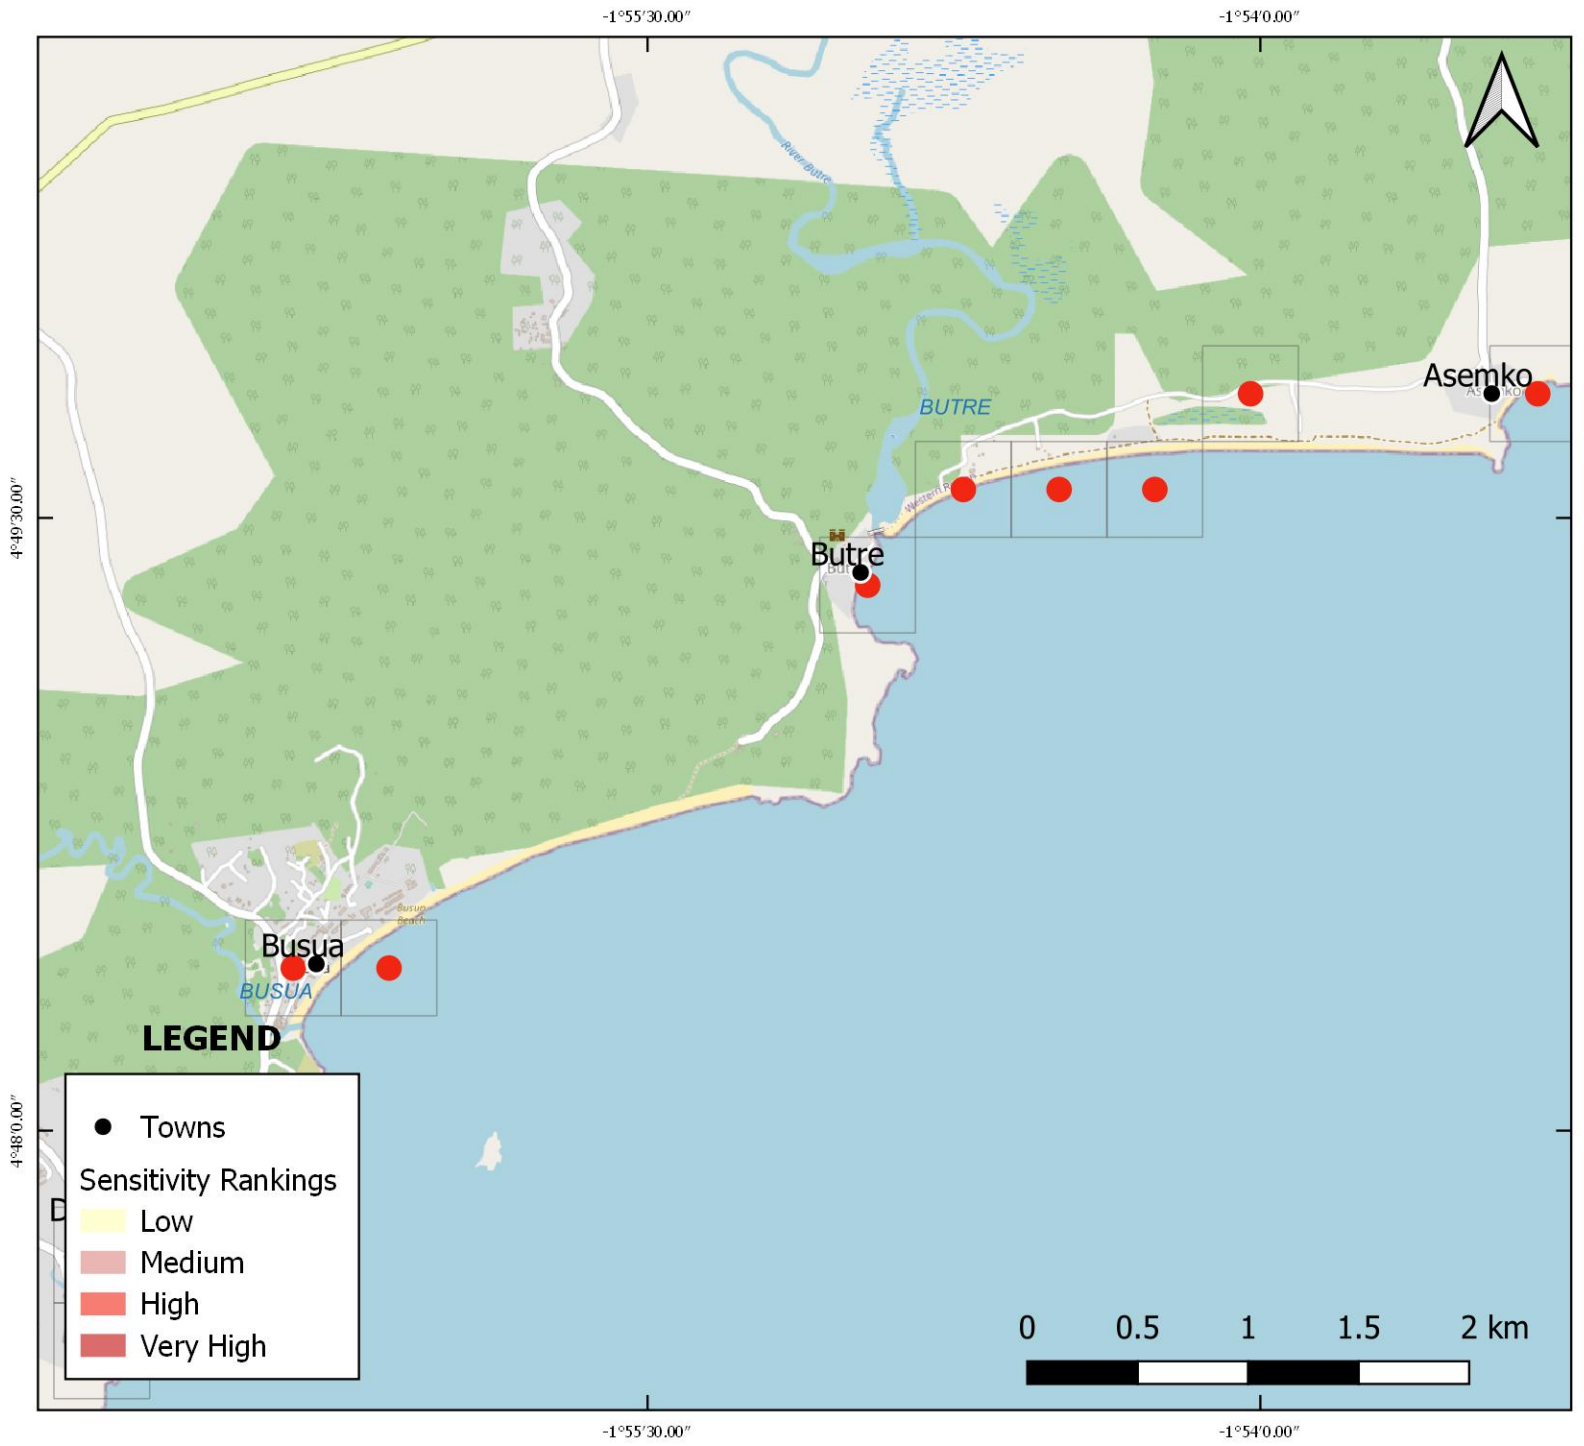 -1°55′30.00″
-1°54′0.00″
River Butre
Asemko
BUTRE
4°49′30.00″
Western R
Butre
Busua
Beach
Busua
BUSUA
LEGEND
Towns
Sensitivity Rankings
4°48′0.00″
D
Low
Medium
High
Very High
0
0.5
1
1.5
2 km
-1°55′30.00″
-1°54′0.00″